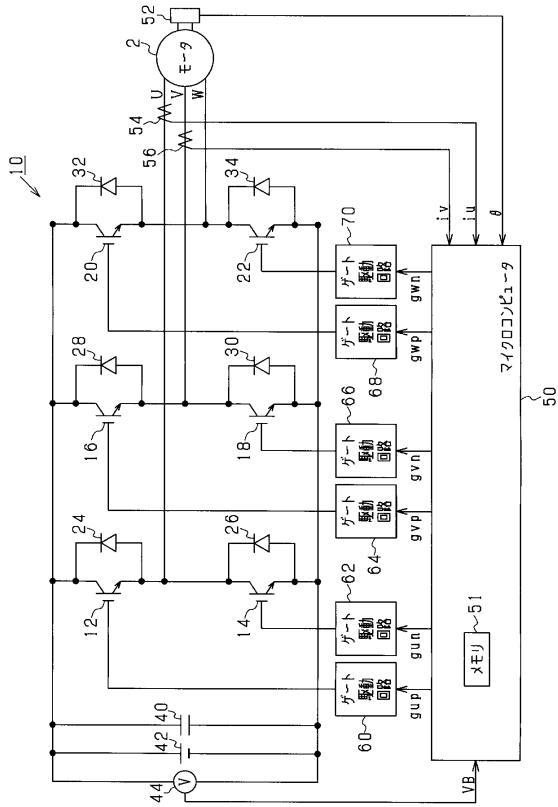 10
52
2
モータ
U
V
W
54
56
32
34
20
22
28
30
16
18
24
26
12
14
40
42
44
V
iv
iu
θ
70
ゲート
駆動
回路
gwn
68
ゲート
駆動
回路
gwp
66
ゲート
駆動
回路
gvn
64
ゲート
駆動
回路
gvp
62
ゲート
駆動
回路
gun
60
ゲート
駆動
回路
gup
マイクロコンピュータ
50
51
メモリ
VB